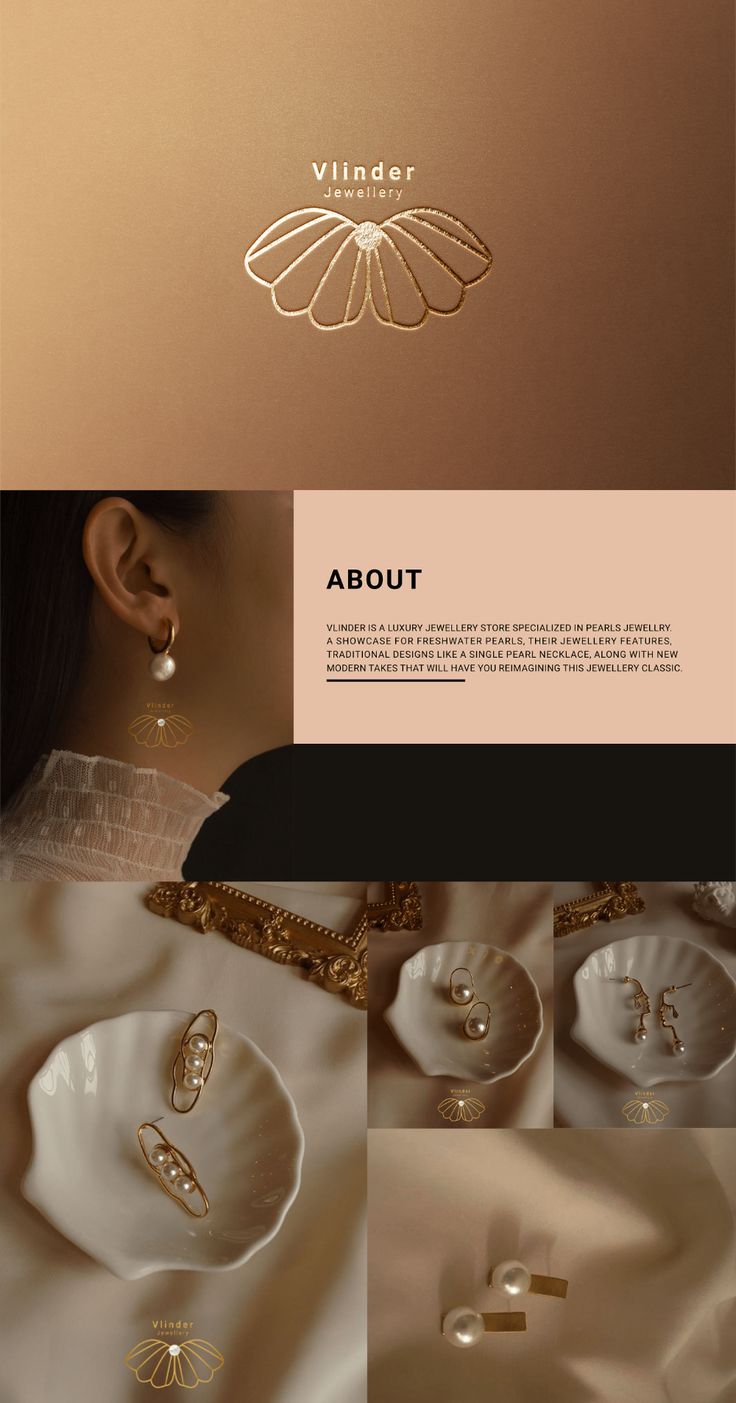 Vlinder
Jewellery
ABOUT
VLINDER IS A LUXURY JEWELLERY STORE SPECIALIZED IN PEARLS JEWELLRY.
A SHOWCASE FOR FRESHWATER PEARLS, THEIR JEWELLERY FEATURES,
TRADITIONAL DESIGNS LIKE A SINGLE PEARL NECKLACE, ALONG WITH NEW
MODERN TAKES THAT WILL HAVE YOU REIMAGINING THIS JEWELLERY CLASSIC.
Vlinder
Jewellery
Vlinder
Vlinder
Vlinder
Jewellery